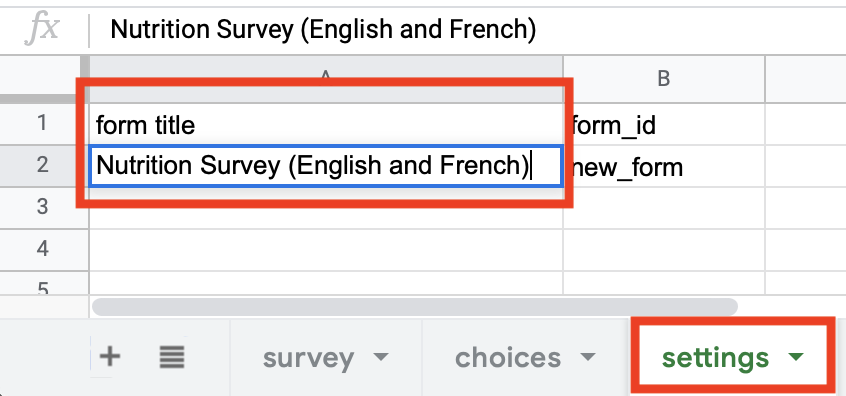 fx Nutrition Survey (English and French)
A B
1 form title form_id
2 Nutrition Survey (English and French) new_form
3
4
5
+ survey choices settings